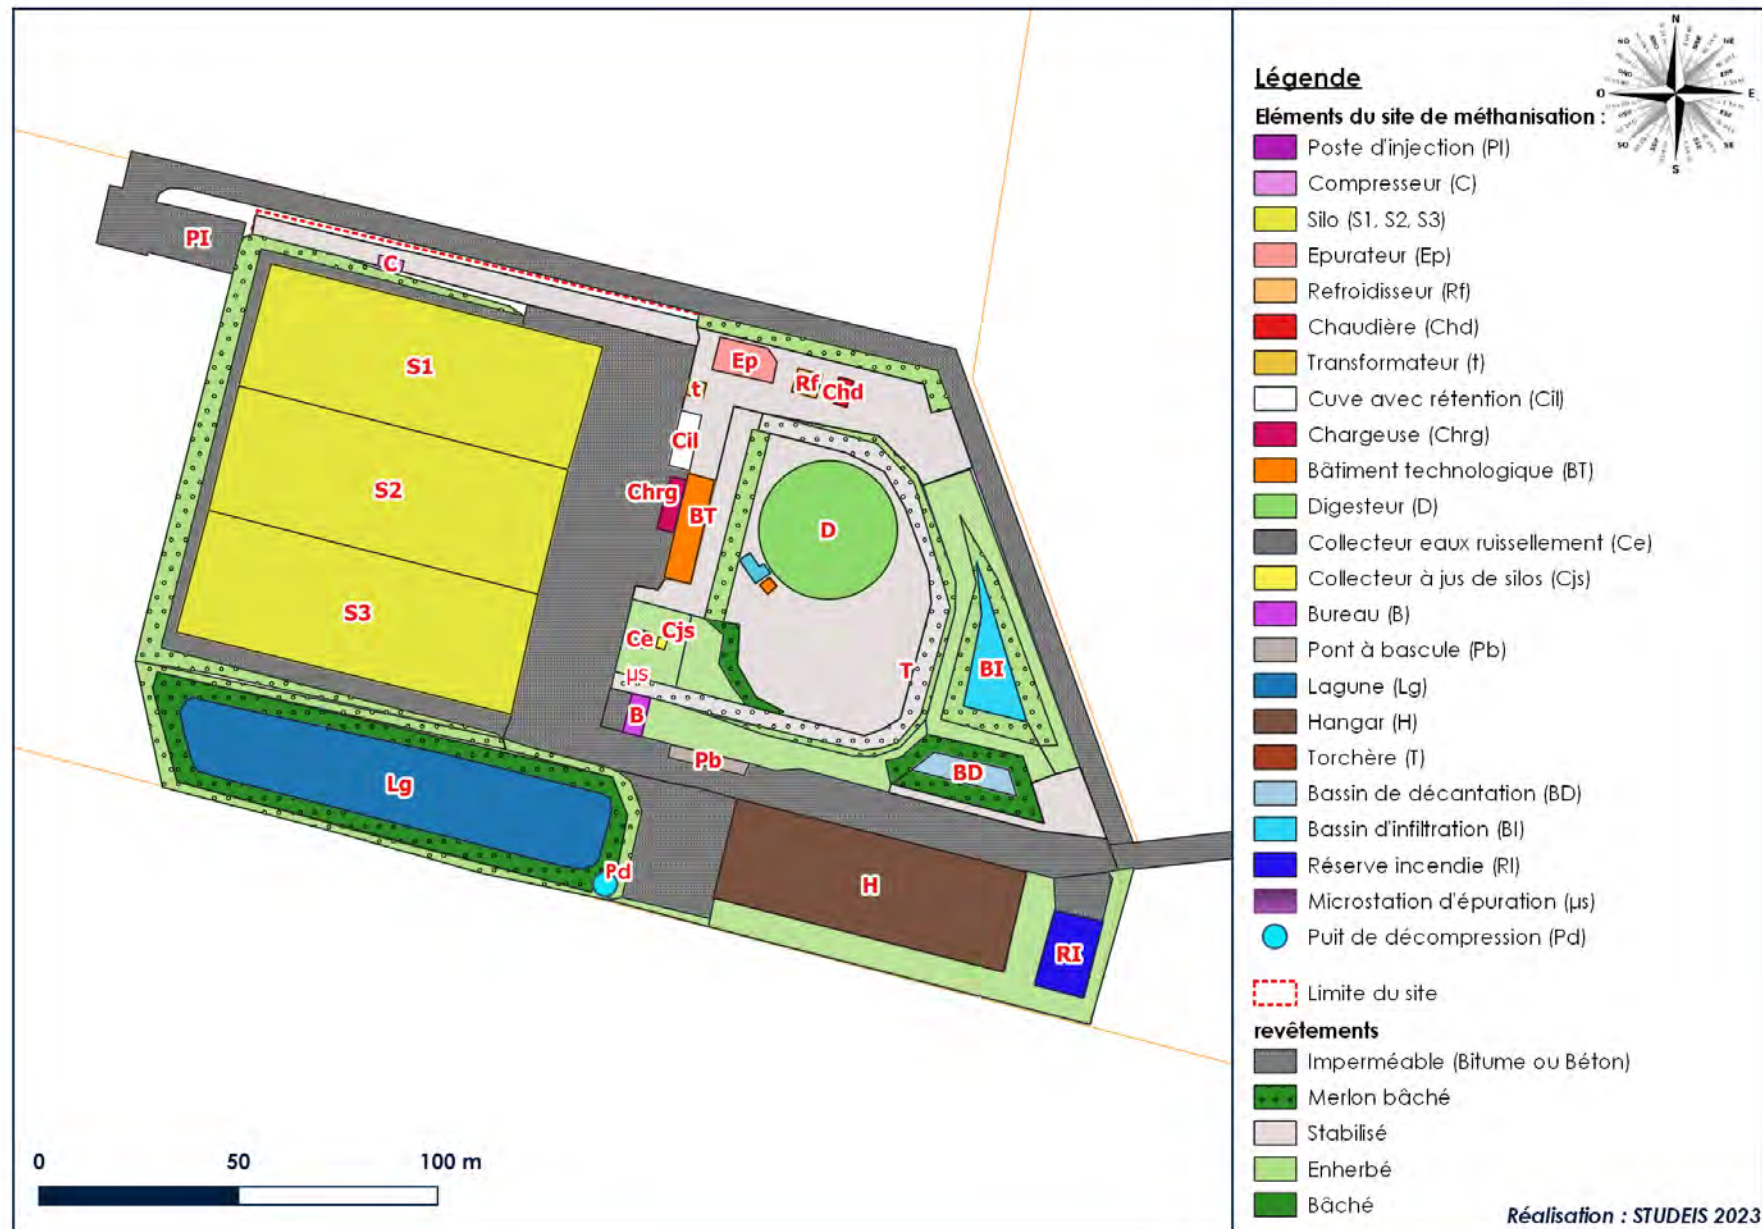 PI
C
S1
Ep
Rf
Chd
t
Cil
S2
Chrg
BT
D
S3
Ce
Cjs
µs
T
BI
B
Pb
BD
Lg
Pd
H
RI
0 50 100 m
N
NO NE
O E
SO SE
S
Légende
Eléments du site de méthanisation :
Poste d'injection (PI)
Compresseur (C)
Silo (S1, S2, S3)
Epurateur (Ep)
Refroidisseur (Rf)
Chaudière (Chd)
Transformateur (t)
Cuve avec rétention (Cil)
Chargeuse (Chrg)
Bâtiment technologique (BT)
Digesteur (D)
Collecteur eaux ruissellement (Ce)
Collecteur à jus de silos (Cjs)
Bureau (B)
Pont à bascule (Pb)
Lagune (Lg)
Hangar (H)
Torchère (T)
Bassin de décantation (BD)
Bassin d'infiltration (BI)
Réserve incendie (RI)
Microstation d'épuration (µs)
Puit de décompression (Pd)
Limite du site
revêtements
Imperméable (Bitume ou Béton)
Merlon bâché
Stabilisé
Enherbé
Bâché
Réalisation : STUDEIS 2023